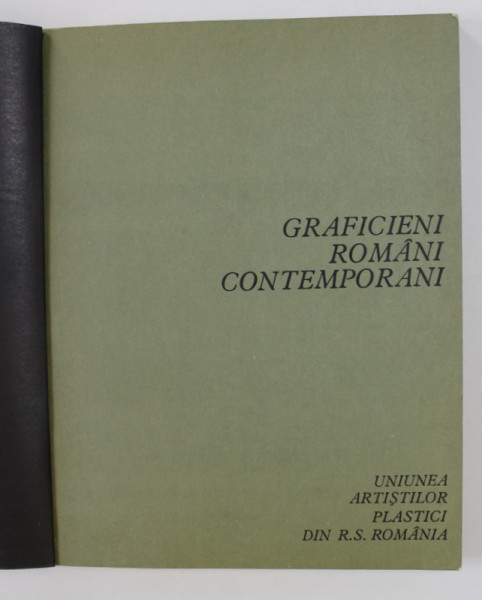 GRAFICIENI
ROMÂNI
CONTEMPORANI
UNIUNEA
ARTIȘTILOR
PLASTICI
DIN R.S. ROMÂNIA